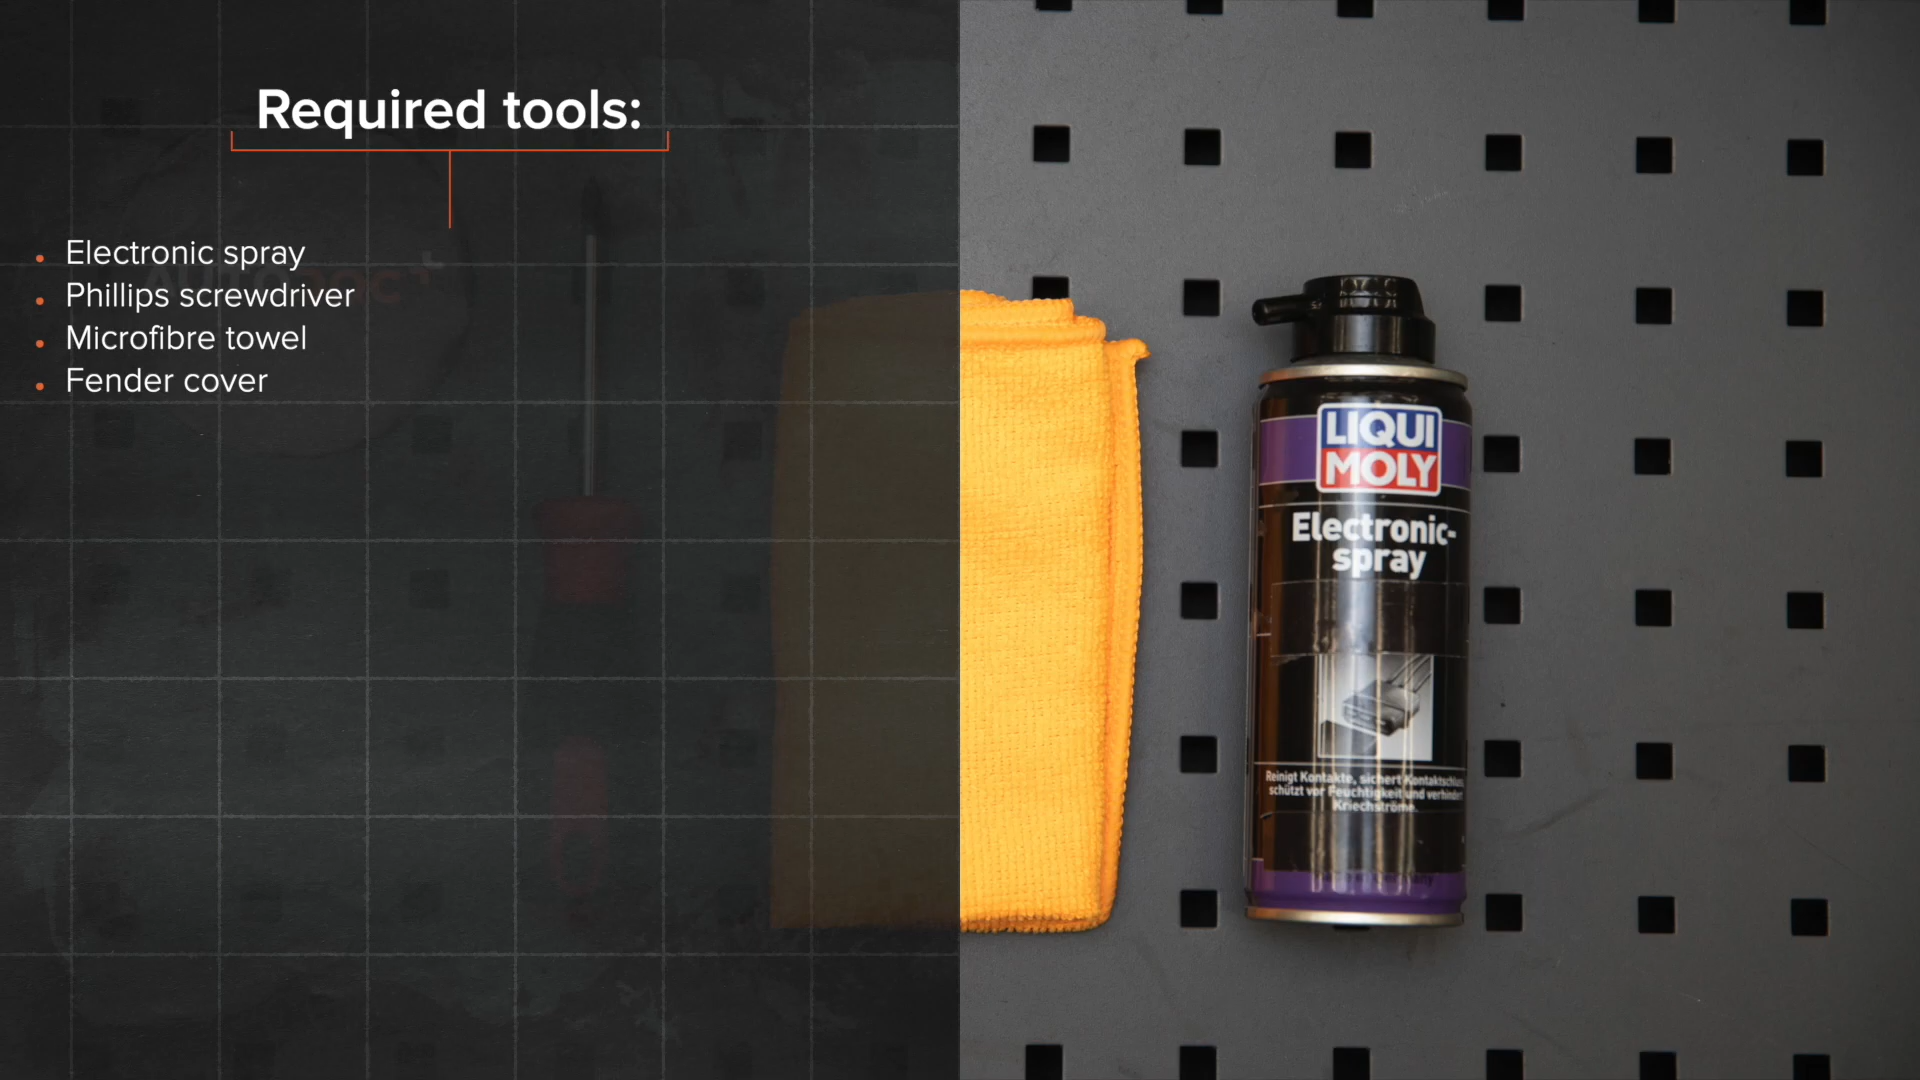 Required tools:
Electronic spray
Phillips screwdriver
Microfibre towel
Fender cover
LIQUI
MOLY
Electronic-
spray
Reinigt Kontakte, sichert
schützt vor Feuchtigkeit und verhindert
Kriechströme.